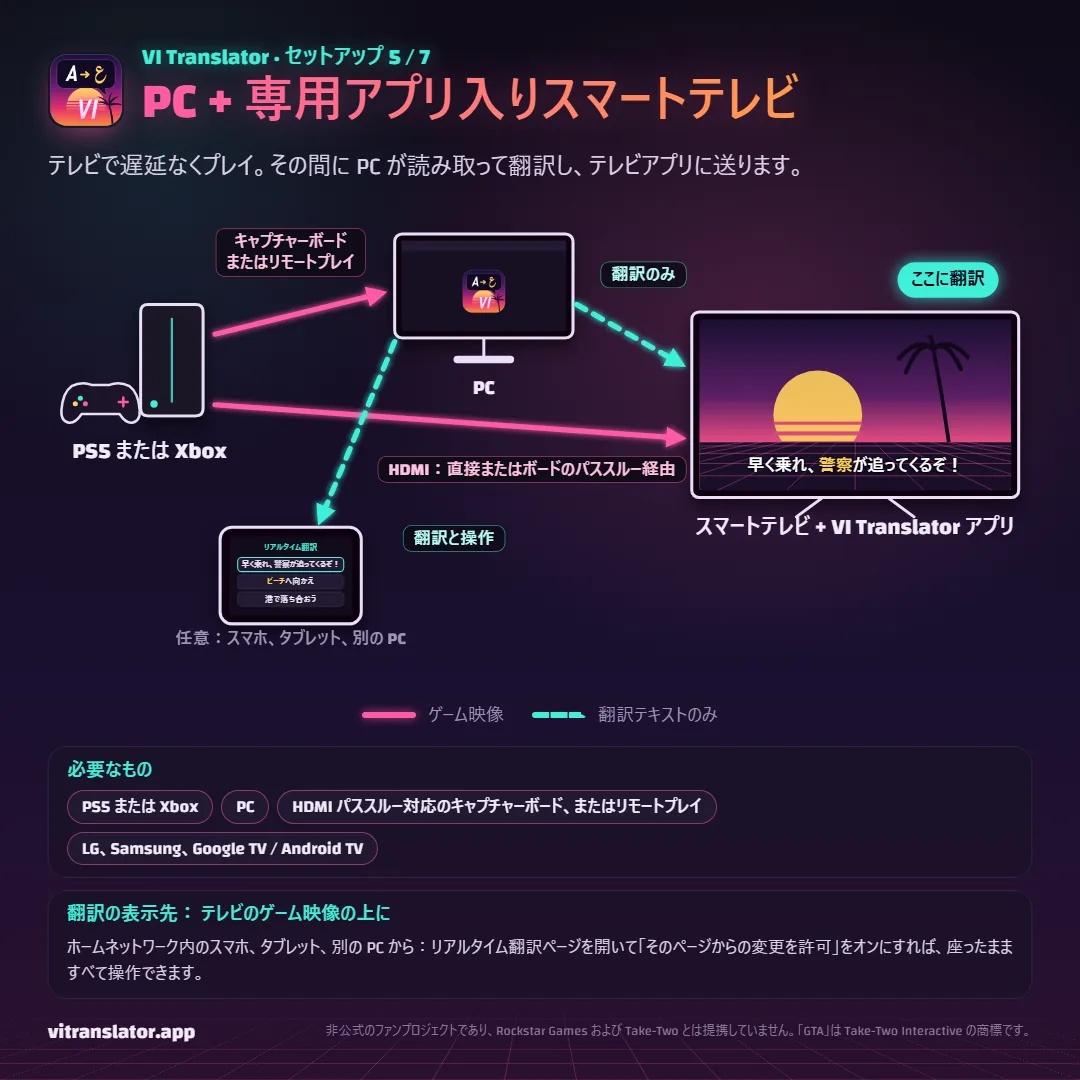 A→ع
VI
VI Translator · セットアップ 5 / 7
PC + 専用アプリ入りスマートテレビ
テレビで遅延なくプレイ。その間に PC が読み取って翻訳し、テレビアプリに送ります。
キャプチャーボード
またはリモートプレイ
翻訳のみ
ここに翻訳
A→ع
VI
PC
PS5 または Xbox
早く乗れ、警察が追ってくるぞ！
HDMI：直接またはボードのパススルー経由
スマートテレビ + VI Translator アプリ
翻訳と操作
リアルタイム翻訳
早く乗れ、警察が追ってくるぞ！
ビーチへ向かえ
港で落ち合おう
任意：スマホ、タブレット、別の PC
ゲーム映像
翻訳テキストのみ
必要なもの
PS5 または Xbox
PC
HDMI パススルー対応のキャプチャーボード、またはリモートプレイ
LG、Samsung、Google TV / Android TV
翻訳の表示先： テレビのゲーム映像の上に
ホームネットワーク内のスマホ、タブレット、別の PC から：リアルタイム翻訳ページを開いて「そのページからの変更を許可」をオンにすれば、座ったまま
すべて操作できます。
vitranslator.app
非公式のファンプロジェクトであり、Rockstar Games および Take-Two とは提携していません。「GTA」は Take-Two Interactive の商標です。